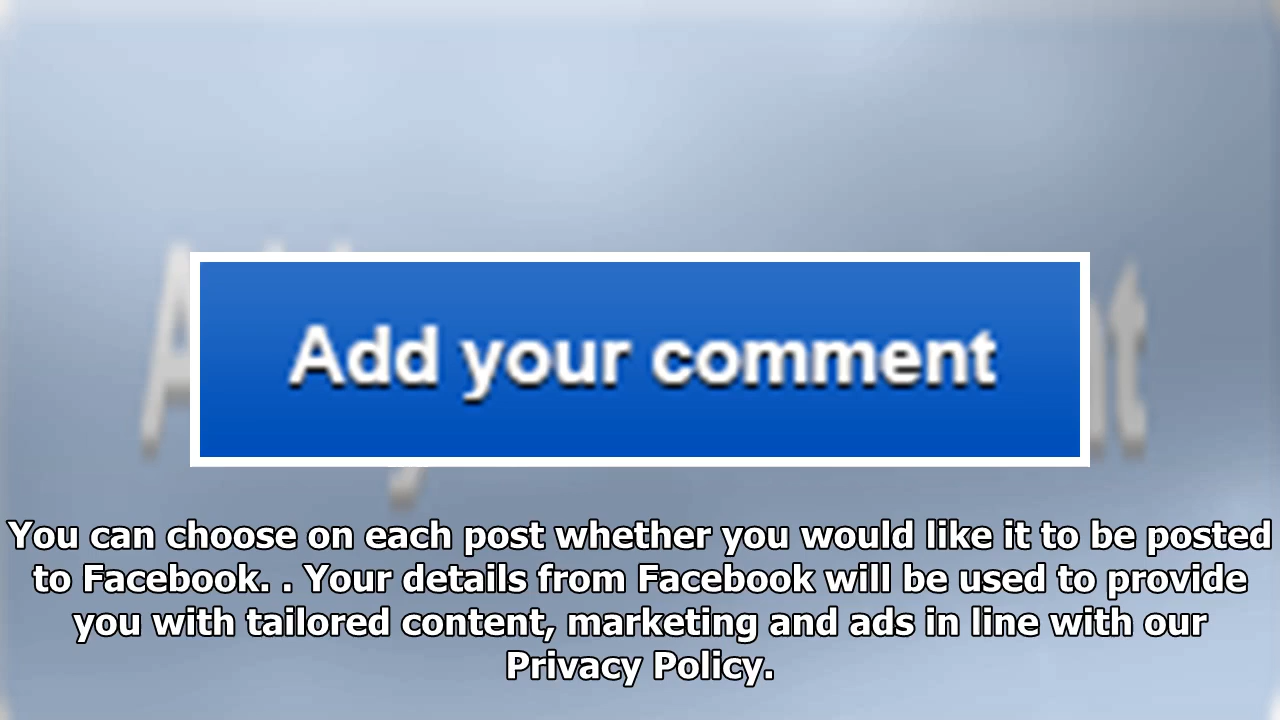 Add your comment
You can choose on each post whether you would like it to be posted
to Facebook. . Your details from Facebook will be used to provide
you with tailored content, marketing and ads in line with our
Privacy Policy.